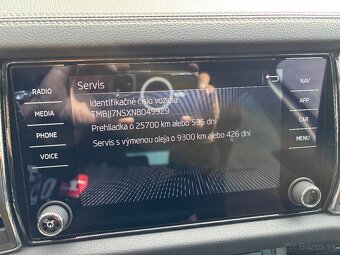 Servis
RADIO
MEDIA
PHONE
VOICE
Identifikačné číslo vozidla:
TMBJJ7NSXN8049929
Prehliadka o 25700 km alebo 536 dní
Servis s výmenou oleja o 9300 km alebo 426 dní
NAV
APP
CAR
MENU
Bazos.sk